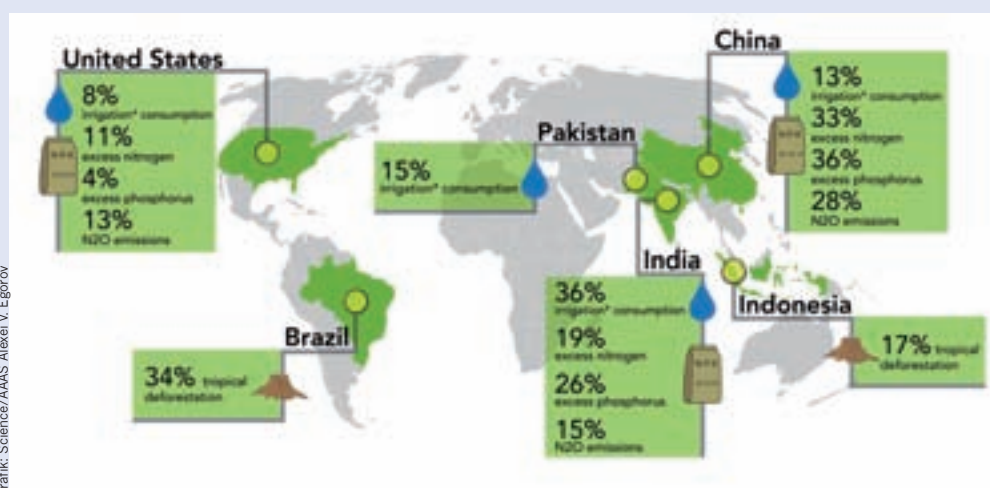 United States
8%
irrigation* consumption
11%
excess nitrogen
4%
excess phosphorus
13%
N2O emissions
China
13%
irrigation* consumption
33%
excess nitrogen
36%
excess phosphorus
28%
N2O emissions
Pakistan
15%
irrigation* consumption
India
36%
irrigation* consumption
19%
excess nitrogen
26%
excess phosphorus
15%
N2O emissions
Indonesia
17% tropical
deforestation
Brazil
34% tropical
deforestation
rafik: Science/AAAS Alexei V. Egorov